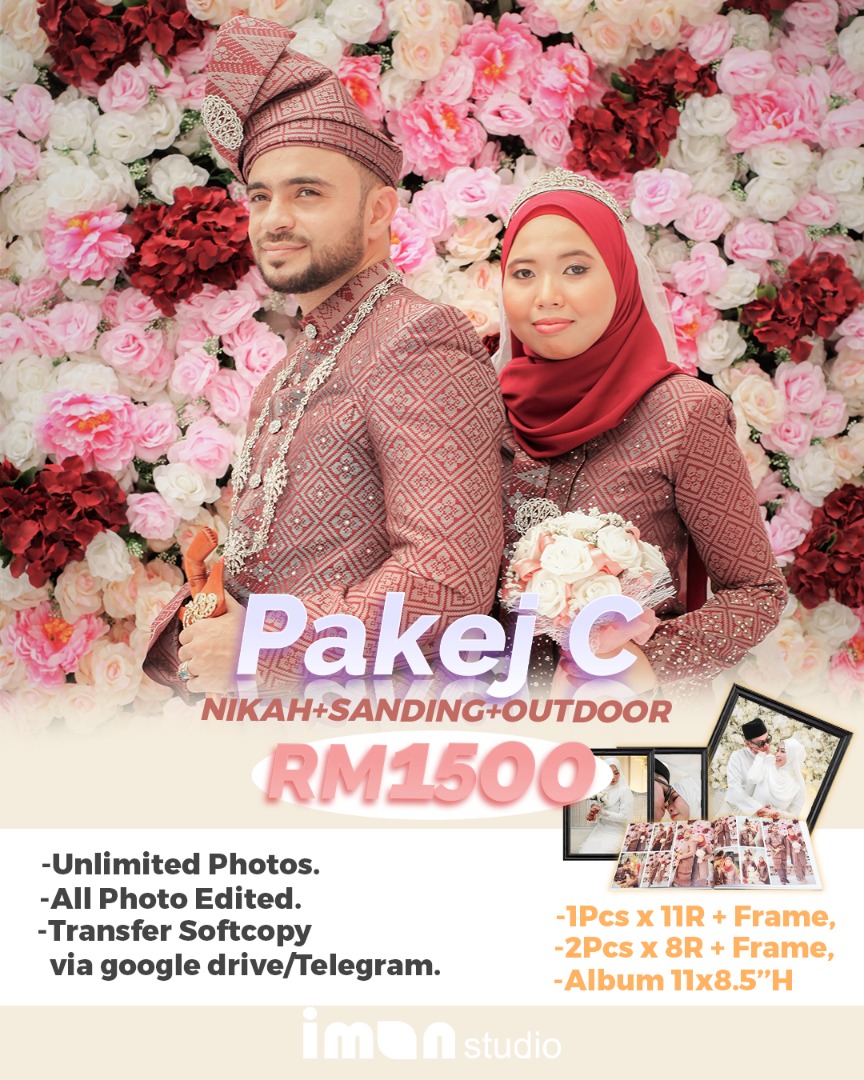 Pakej C
NIKAH+SANDING+OUTDOOR
RM1500
-Unlimited Photos.
-All Photo Edited.
-Transfer Softcopy
via google drive/Telegram.
-1Pcs x 11R + Frame,
-2Pcs x 8R + Frame,
-Album 11x8.5”H
iman studio